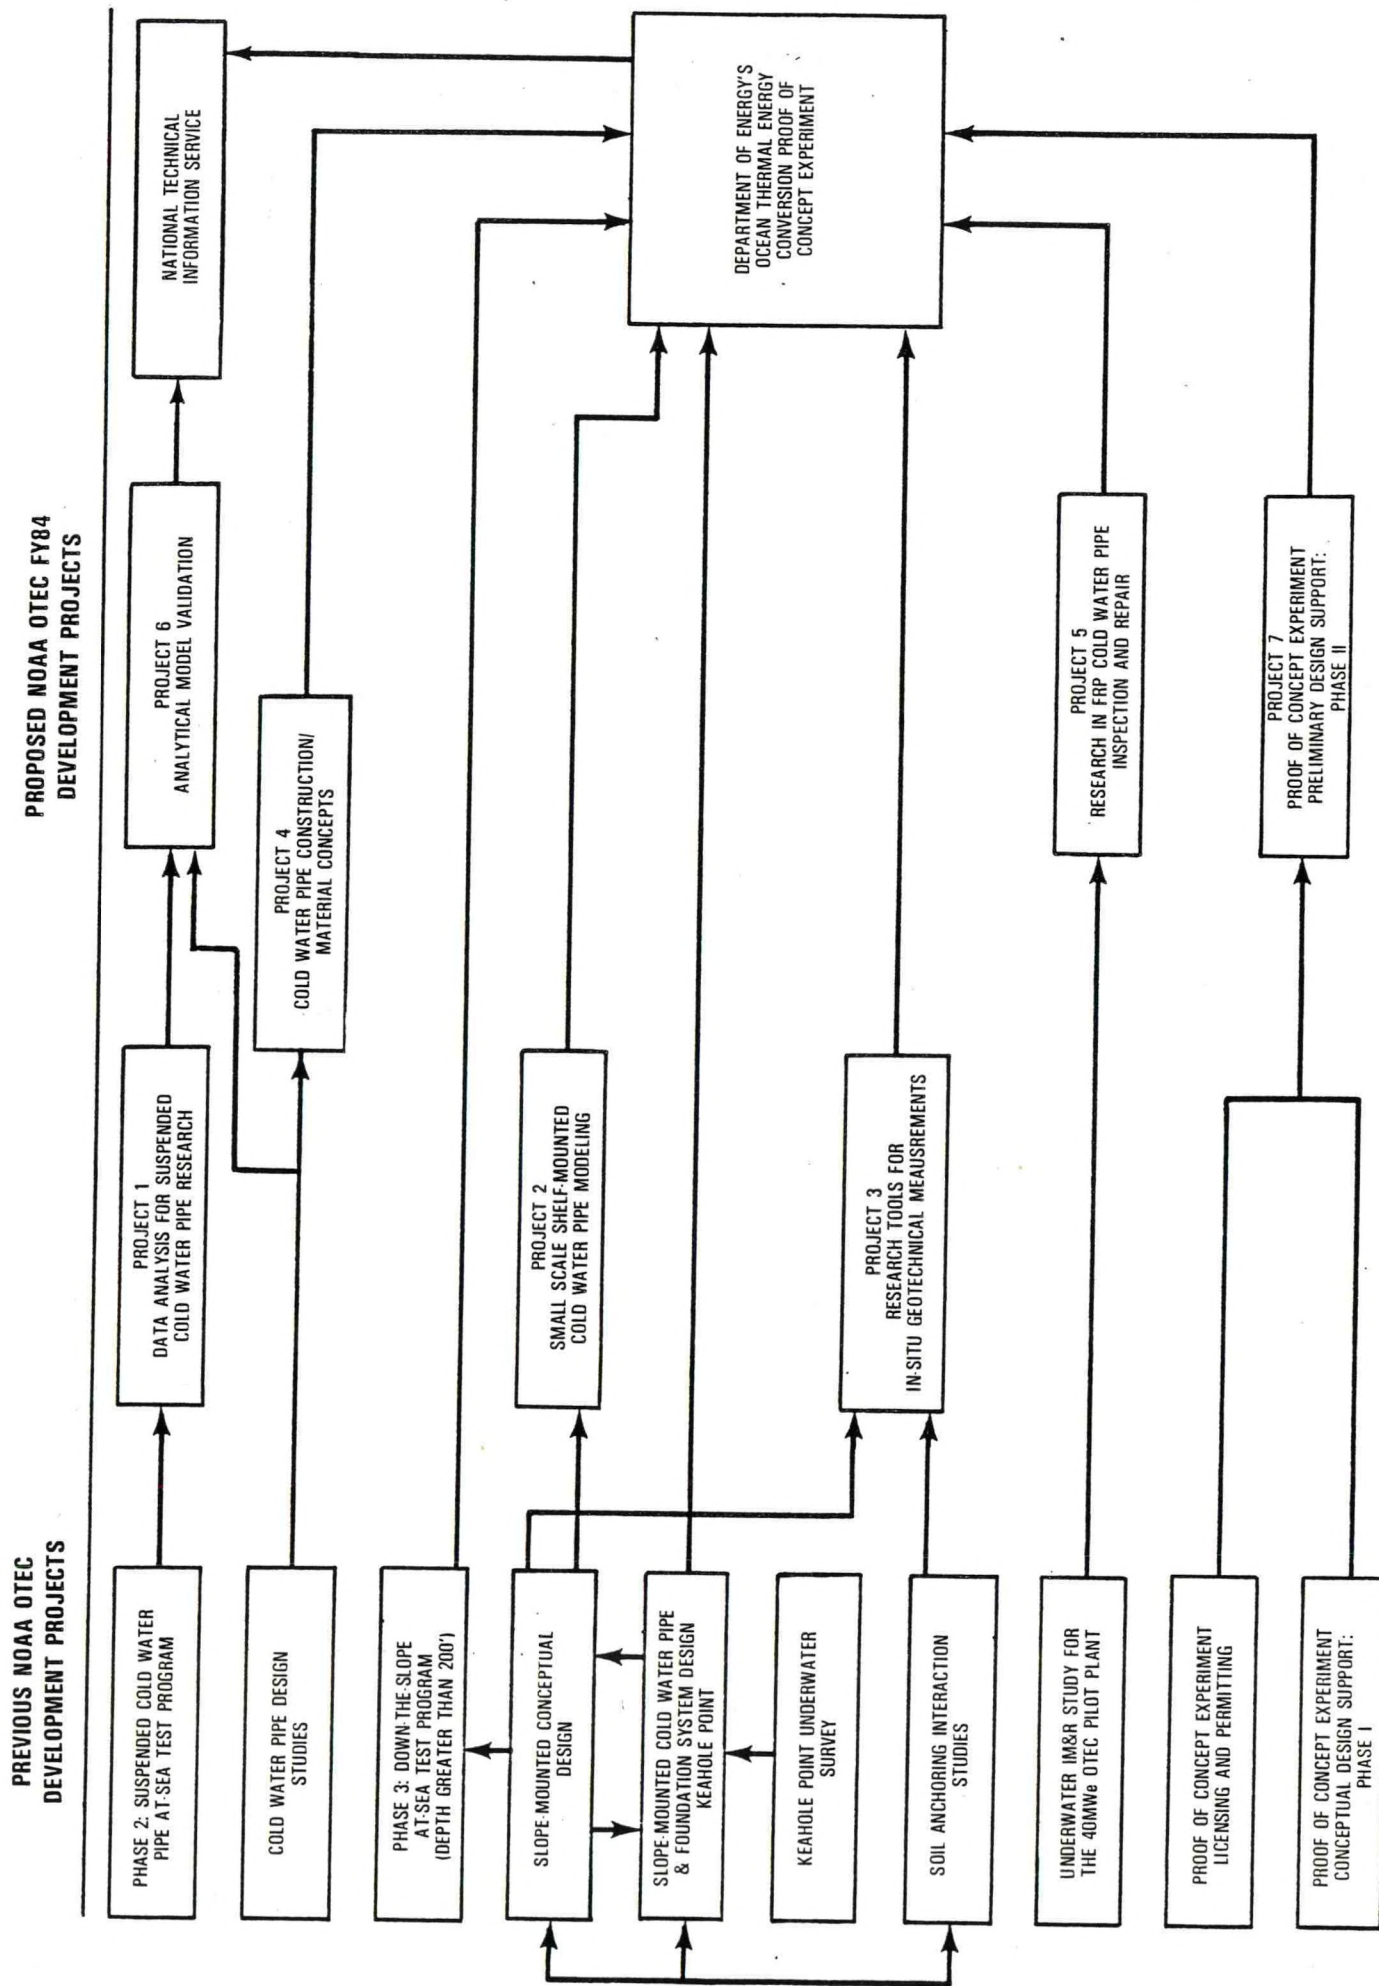 PREVIOUS NOAA OTEC
DEVELOPMENT PROJECTS
PROPOSED NOAA OTEC FY84
DEVELOPMENT PROJECTS
PHASE 2: SUSPENDED COLD WATER
PIPE AT-SEA TEST PROGRAM
PROJECT 1
DATA ANALYSIS FOR SUSPENDED
COLD WATER PIPE RESEARCH
PROJECT 6
ANALYTICAL MODEL VALIDATION
NATIONAL TECHNICAL
INFORMATION SERVICE
COLD WATER PIPE DESIGN
STUDIES
PROJECT 4
COLD WATER PIPE CONSTRUCTION/
MATERIAL CONCEPTS
PHASE 3: DOWN-THE-SLOPE
AT-SEA TEST PROGRAM
(DEPTH GREATER THAN 200')
SLOPE-MOUNTED CONCEPTUAL
DESIGN
PROJECT 2
SMALL SCALE SHELF-MOUNTED
COLD WATER PIPE MODELING
SLOPE-MOUNTED COLD WATER PIPE
& FOUNDATION SYSTEM DESIGN
KEAHOLE POINT
DEPARTMENT OF ENERGY'S
OCEAN THERMAL ENERGY
CONVERSION PROOF OF
CONCEPT EXPERIMENT
KEAHOLE POINT UNDERWATER
SURVEY
SOIL ANCHORING INTERACTION
STUDIES
PROJECT 3
RESEARCH TOOLS FOR
IN-SITU GEOTECHNICAL MEAUSREMENTS
UNDERWATER IM&R STUDY FOR
THE 40MWe OTEC PILOT PLANT
PROJECT 5
RESEARCH IN FRP COLD WATER PIPE
INSPECTION AND REPAIR
PROOF OF CONCEPT EXPERIMENT
LICENSING AND PERMITTING
PROJECT 7
PROOF OF CONCEPT EXPERIMENT
PRELIMINARY DESIGN SUPPORT:
PHASE II
PROOF OF CONCEPT EXPERIMENT
CONCEPTUAL DESIGN SUPPORT:
PHASE I